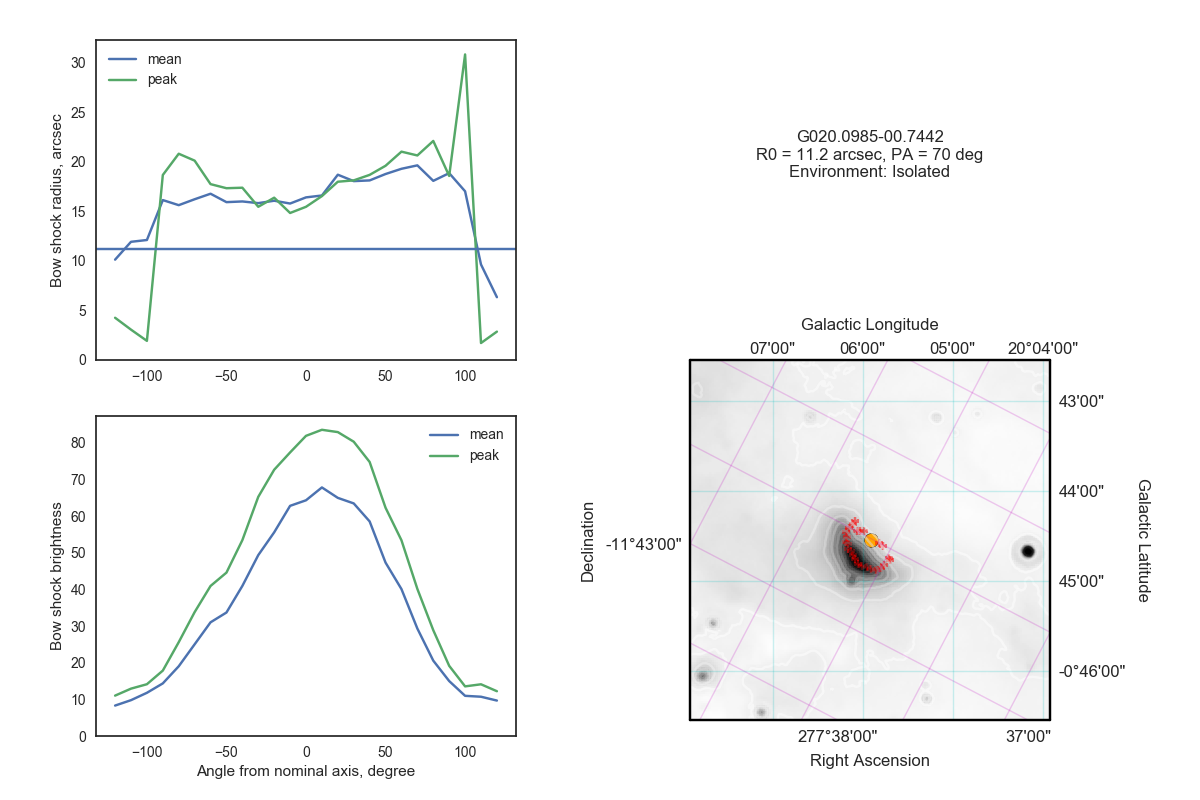 mean
peak
30
25
20
15
10
5
0
Bow shock radius, arcsec
−100
−50
0
50
100
G020.0985-00.7442
R0 = 11.2 arcsec, PA = 70 deg
Environment: Isolated
mean
peak
80
70
60
50
40
30
20
10
0
Bow shock brightness
−100
−50
0
50
100
Angle from nominal axis, degree
Galactic Longitude
07'00"
06'00"
05'00"
20°04'00"
43'00"
44'00"
45'00"
-0°46'00"
Galactic Latitude
Declination
-11°43'00"
277°38'00"
37'00"
Right Ascension